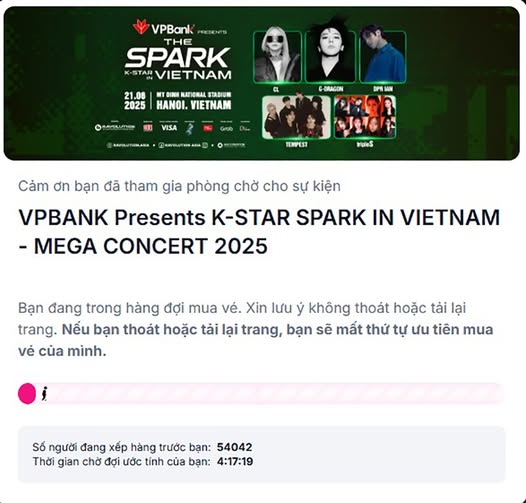 VPBank PRESENTS
THE
SPARK
K-STAR IN VIETNAM
21.06
2025
MY DINH NATIONAL STADIUM
HANOI, VIETNAM
VISA
Grab
CL
G-DRAGON
DPR IAN
TEMPEST
tripleS
Cảm ơn bạn đã tham gia phòng chờ cho sự kiện
VPBANK Presents K-STAR SPARK IN VIETNAM
- MEGA CONCERT 2025
Bạn đang trong hàng đợi mua vé. Xin lưu ý không thoát hoặc tải lại
trang. Nếu bạn thoát hoặc tải lại trang, bạn sẽ mất thứ tự ưu tiên mua
vé của mình.
Số người đang xếp hàng trước bạn: 54042
Thời gian chờ đợi ước tính của bạn: 4:17:19